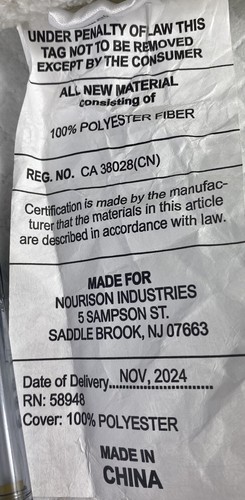 UNDER PENALTY OF LAW THIS
TAG NOT TO BE REMOVED
EXCEPT BY THE CONSUMER
ALL NEW MATERIAL
consisting of
100% POLYESTER FIBER
REG. NO. CA 38028(CN)
Certification is made by the manufac-
turer that the materials in this article
are described in accordance with law.
MADE FOR
NOURISON INDUSTRIES
5 SAMPSON ST.
SADDLE BROOK, NJ 07663
Date of Delivery......NOV, 2024................
RN: 58948
Cover: 100% POLYESTER
MADE IN
CHINA